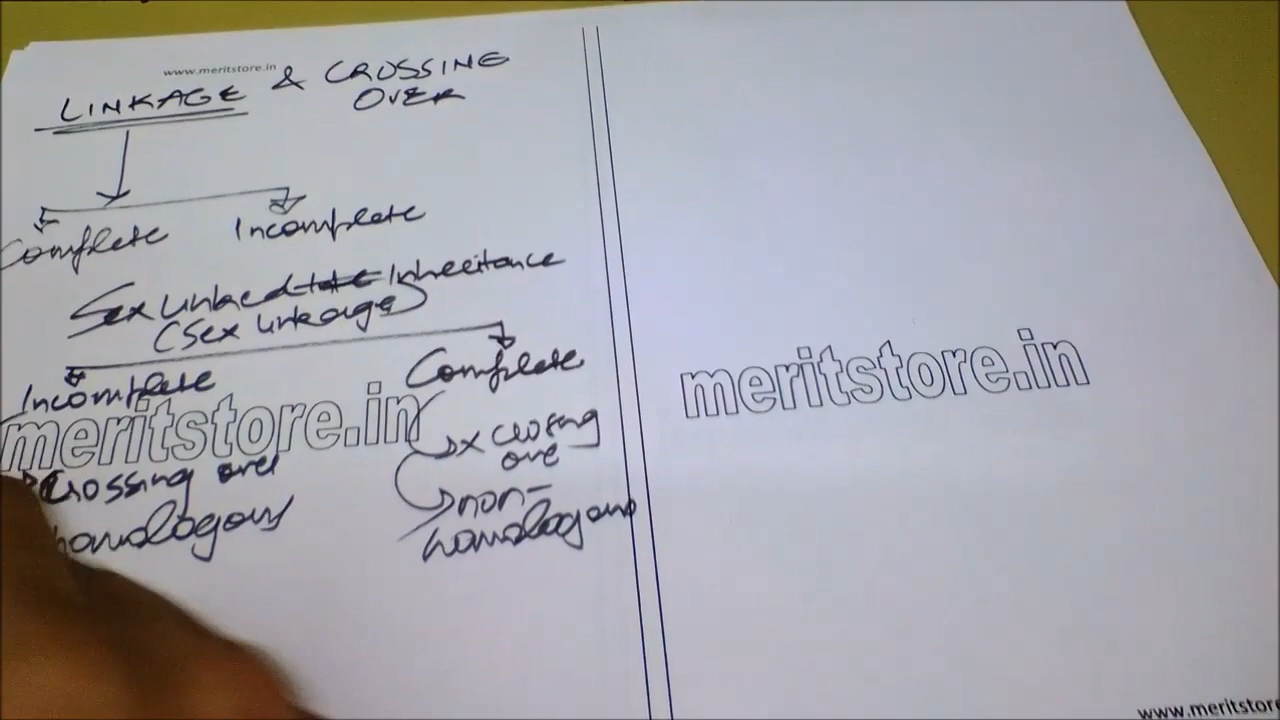 www.meritstore.in
LINKAGE & CROSSING
OVER
Complete Incomplete
Sex Linked Inheritance
(Sex Linkage)
Incomplete Complete
meritstore.in
x crossing
over
Crossing over
non-
homologous
homologous
meritstore.in
www.meritstore